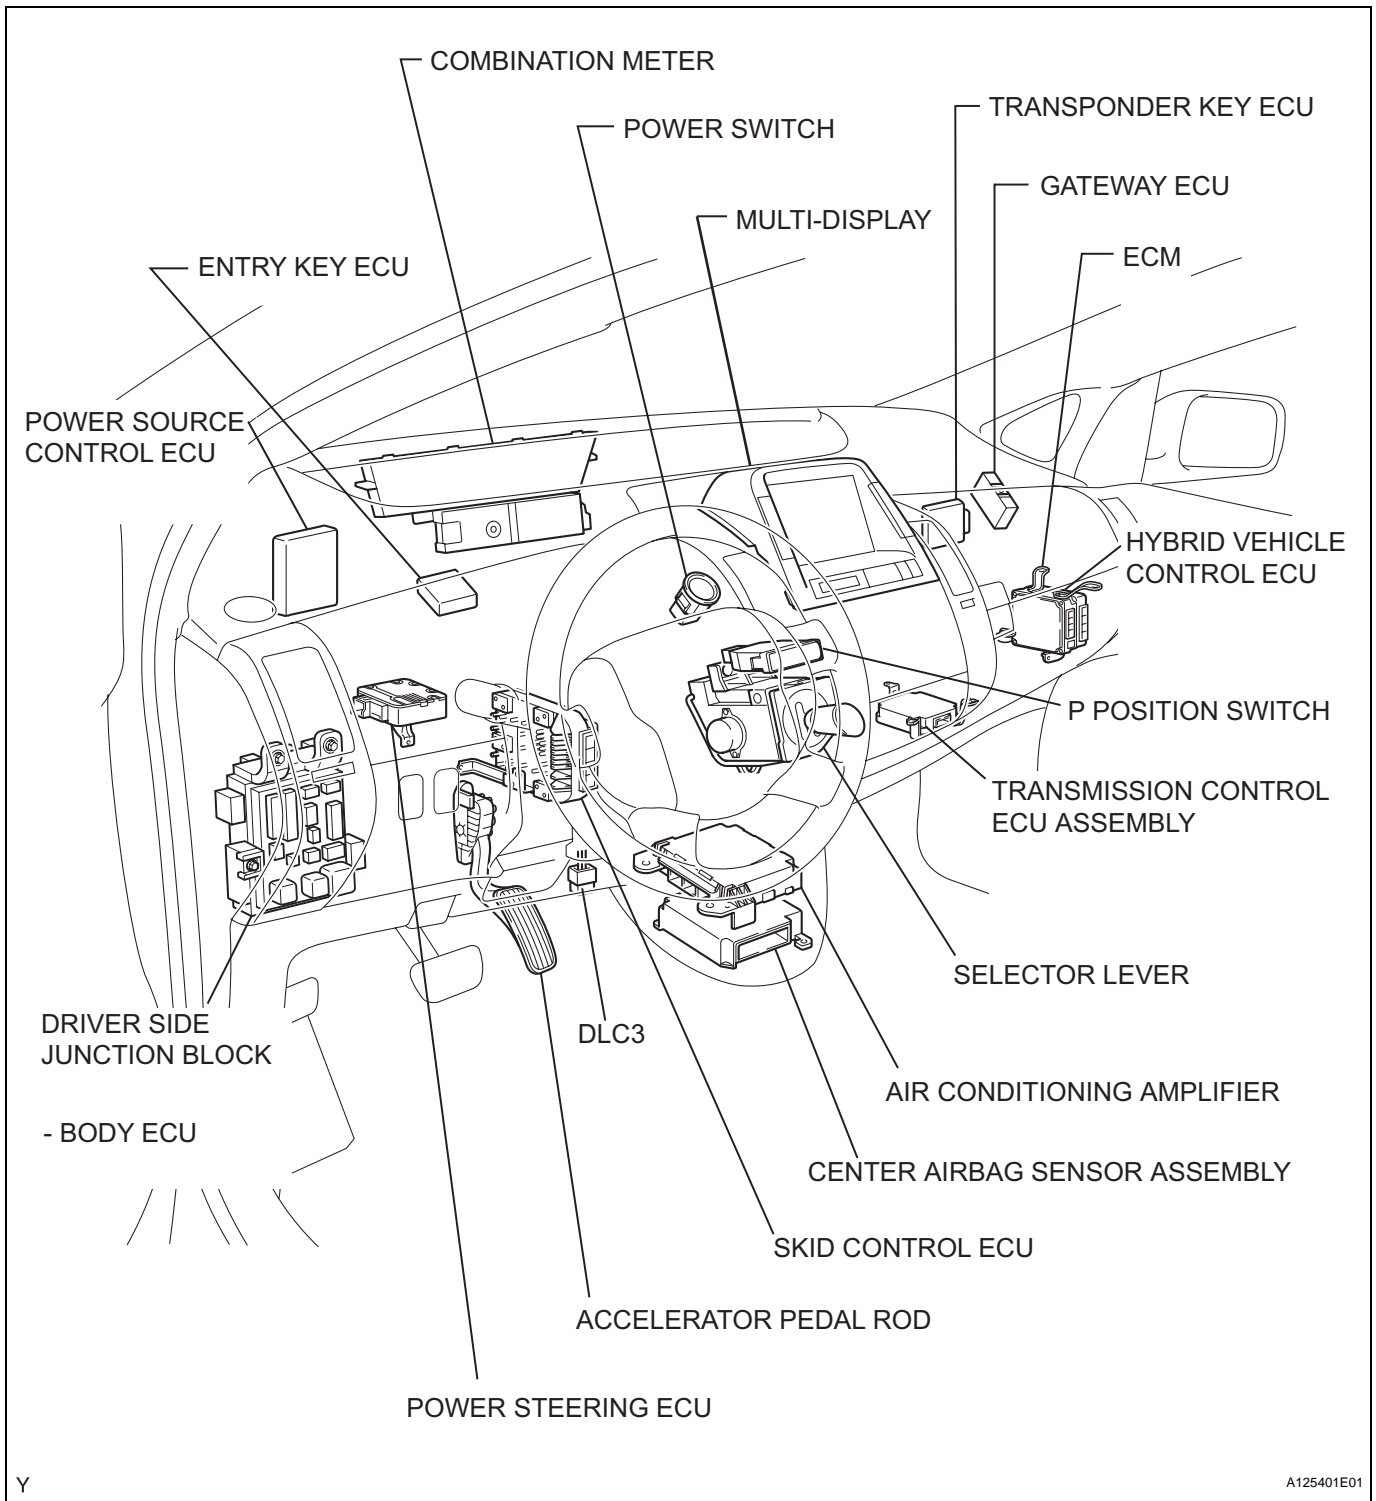 COMBINATION METER
TRANSPONDER KEY ECU
POWER SWITCH
GATEWAY ECU
MULTI-DISPLAY
ECM
ENTRY KEY ECU
POWER SOURCE
CONTROL ECU
HYBRID VEHICLE
CONTROL ECU
P POSITION SWITCH
TRANSMISSION CONTROL
ECU ASSEMBLY
SELECTOR LEVER
DRIVER SIDE
JUNCTION BLOCK
DLC3
AIR CONDITIONING AMPLIFIER
- BODY ECU
CENTER AIRBAG SENSOR ASSEMBLY
SKID CONTROL ECU
ACCELERATOR PEDAL ROD
POWER STEERING ECU
Y
A125401E01